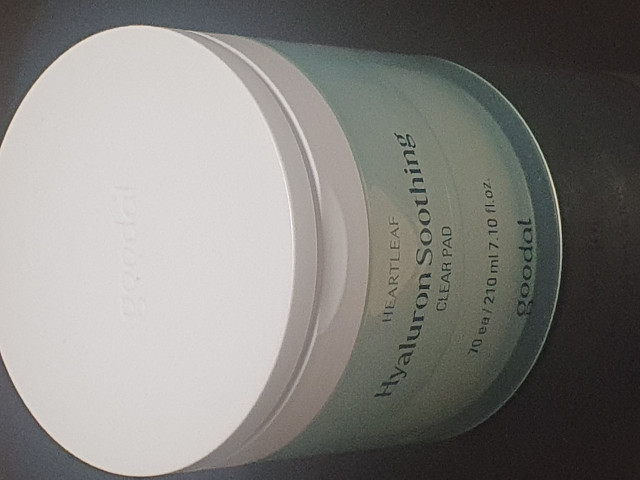 goodal
HEARTLEAF
Hyaluron Soothing
CLEAR PAD
70 ea / 210 ml 7.10 fl.oz.
goodal